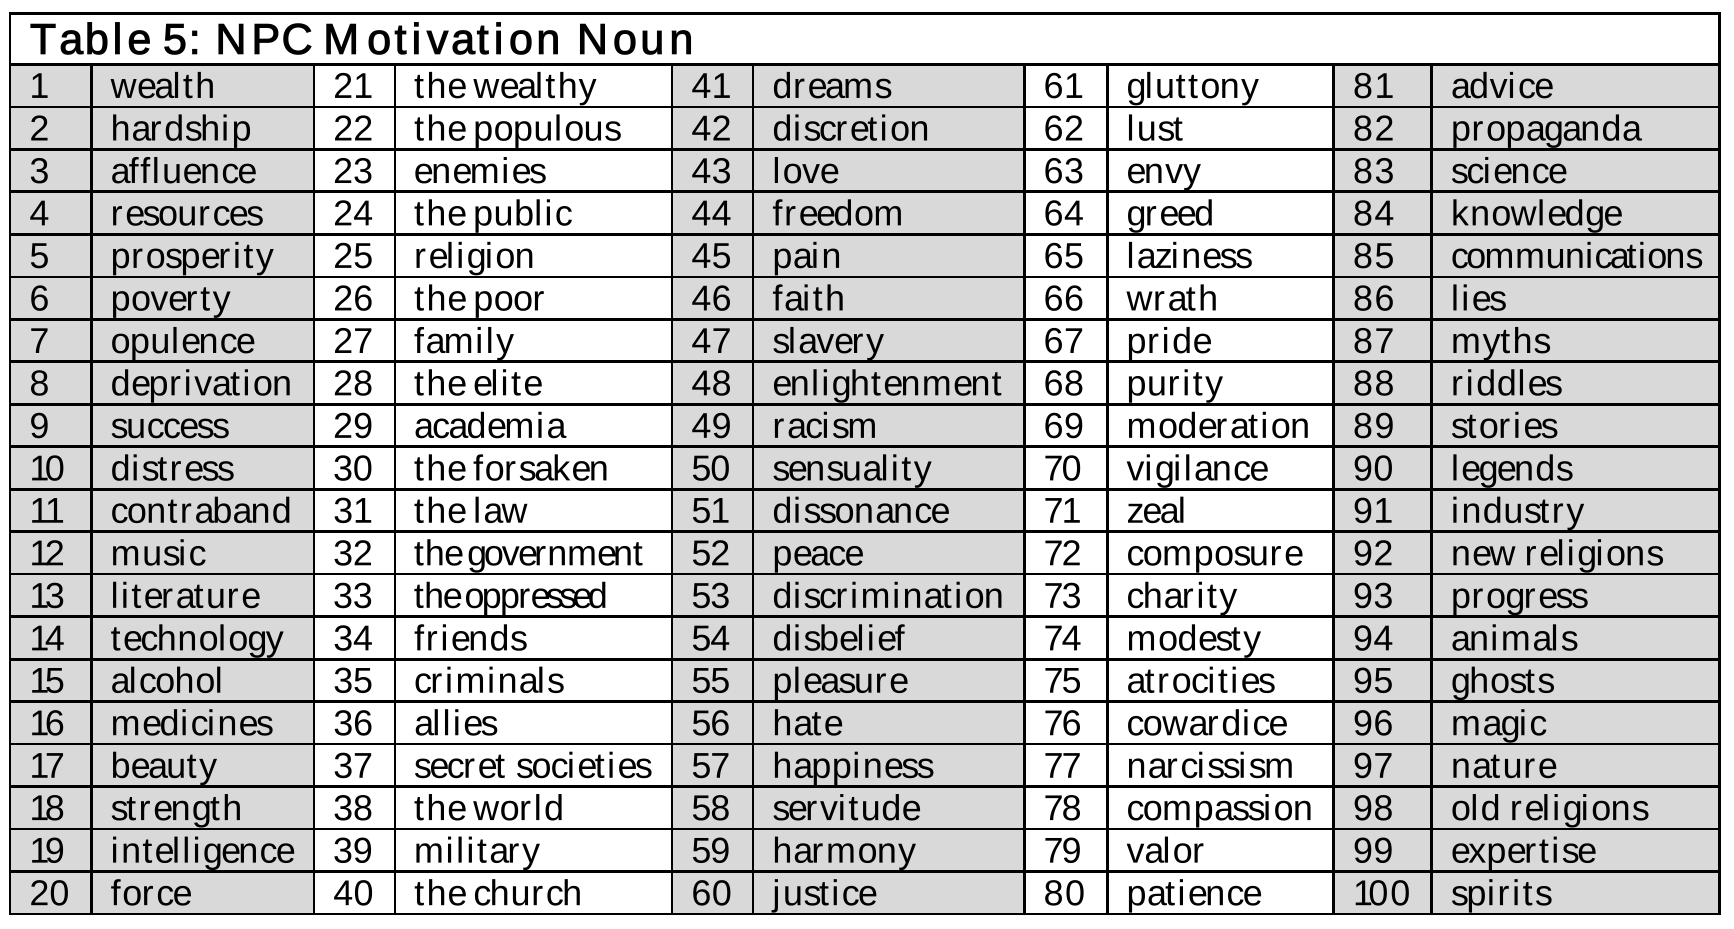 Table 5: NPC Motivation Noun
1 wealth 21 the wealthy 41 dreams 61 gluttony 81 advice
2 hardship 22 the populous 42 discretion 62 lust 82 propaganda
3 affluence 23 enemies 43 love 63 envy 83 science
4 resources 24 the public 44 freedom 64 greed 84 knowledge
5 prosperity 25 religion 45 pain 65 laziness 85 communications
6 poverty 26 the poor 46 faith 66 wrath 86 lies
7 opulence 27 family 47 slavery 67 pride 87 myths
8 deprivation 28 the elite 48 enlightenment 68 purity 88 riddles
9 success 29 academia 49 racism 69 moderation 89 stories
10 distress 30 the forsaken 50 sensuality 70 vigilance 90 legends
11 contraband 31 the law 51 dissonance 71 zeal 91 industry
12 music 32 the government 52 peace 72 composure 92 new religions
13 literature 33 the oppressed 53 discrimination 73 charity 93 progress
14 technology 34 friends 54 disbelief 74 modesty 94 animals
15 alcohol 35 criminals 55 pleasure 75 atrocities 95 ghosts
16 medicines 36 allies 56 hate 76 cowardice 96 magic
17 beauty 37 secret societies 57 happiness 77 narcissism 97 nature
18 strength 38 the world 58 servitude 78 compassion 98 old religions
19 intelligence 39 military 59 harmony 79 valor 99 expertise
20 force 40 the church 60 justice 80 patience 100 spirits